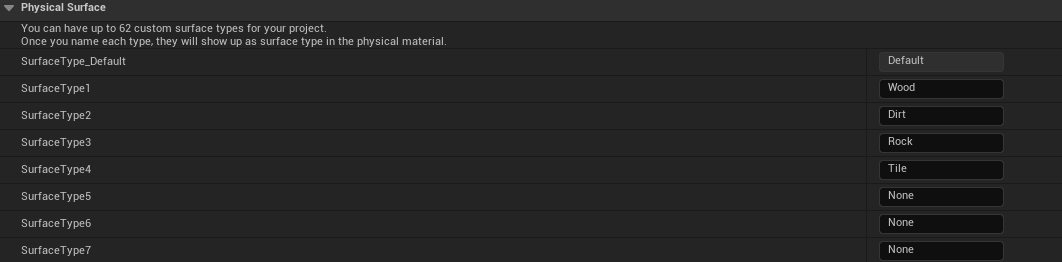 Physical Surface
You can have up to 62 custom surface types for your project.
Once you name each type, they will show up as surface type in the physical material.
SurfaceType_Default Default
SurfaceType1 Wood
SurfaceType2 Dirt
SurfaceType3 Rock
SurfaceType4 Tile
SurfaceType5 None
SurfaceType6 None
SurfaceType7 None